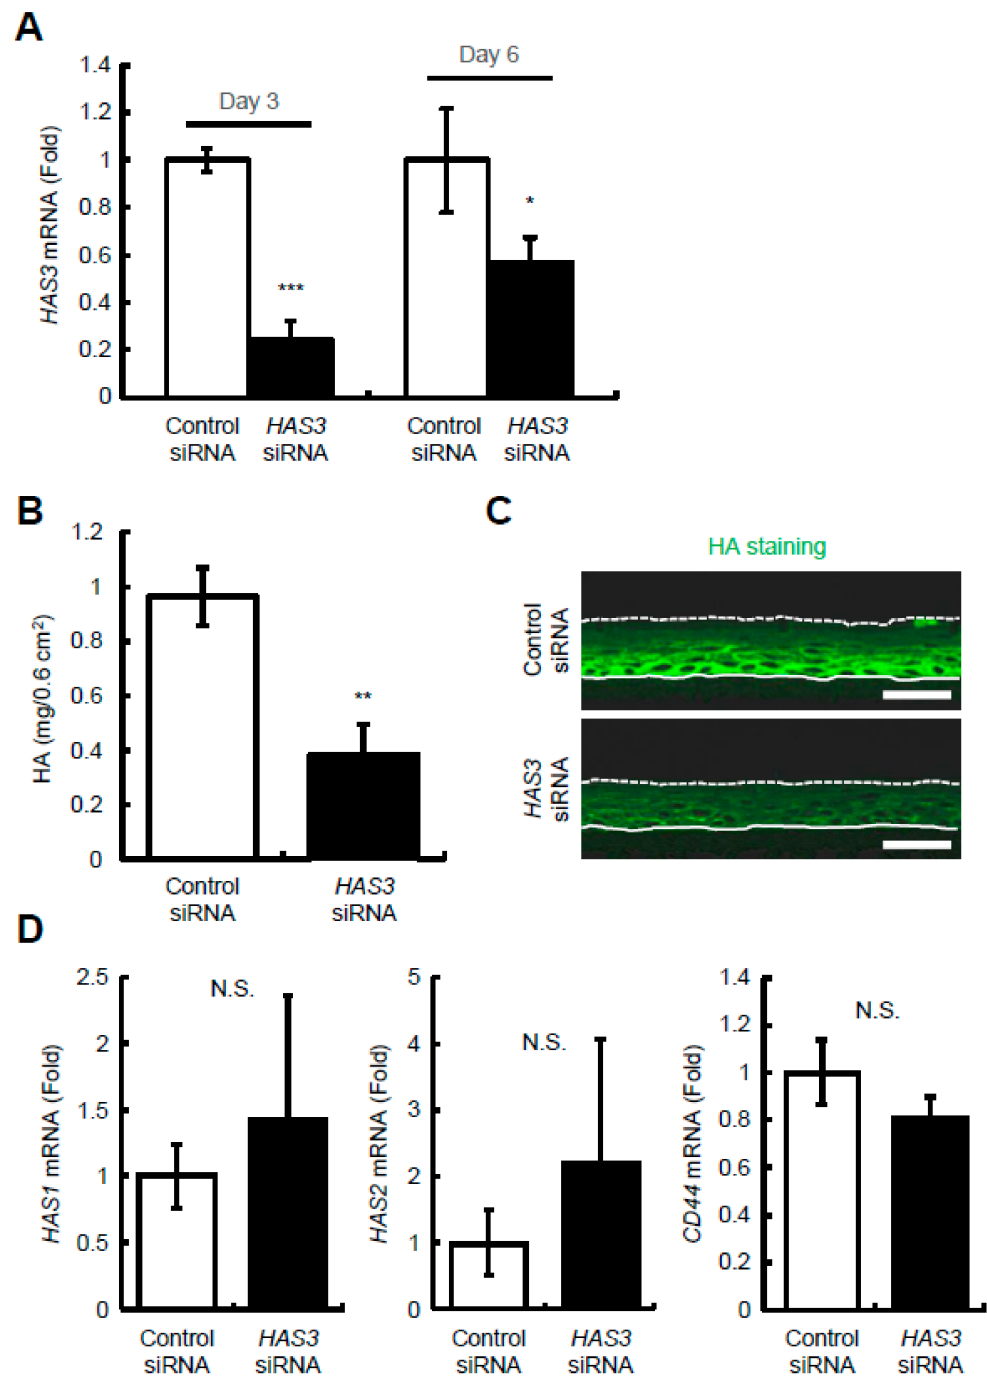 A
HAS3 mRNA (Fold)
1.4
1.2
1
0.8
0.6
0.4
0.2
0
Day 3
Day 6
***
*
Control
siRNA
HAS3
siRNA
Control
siRNA
HAS3
siRNA
B
HA (mg/0.6 cm²)
1.2
1
0.8
0.6
0.4
0.2
0
**
Control
siRNA
HAS3
siRNA
C
HA staining
Control
siRNA
HAS3
siRNA
D
HAS1 mRNA (Fold)
2.5
2
1.5
1
0.5
0
N.S.
Control
siRNA
HAS3
siRNA
HAS2 mRNA (Fold)
5
4
3
2
1
0
N.S.
Control
siRNA
HAS3
siRNA
CD44 mRNA (Fold)
1.4
1.2
1
0.8
0.6
0.4
0.2
0
N.S.
Control
siRNA
HAS3
siRNA